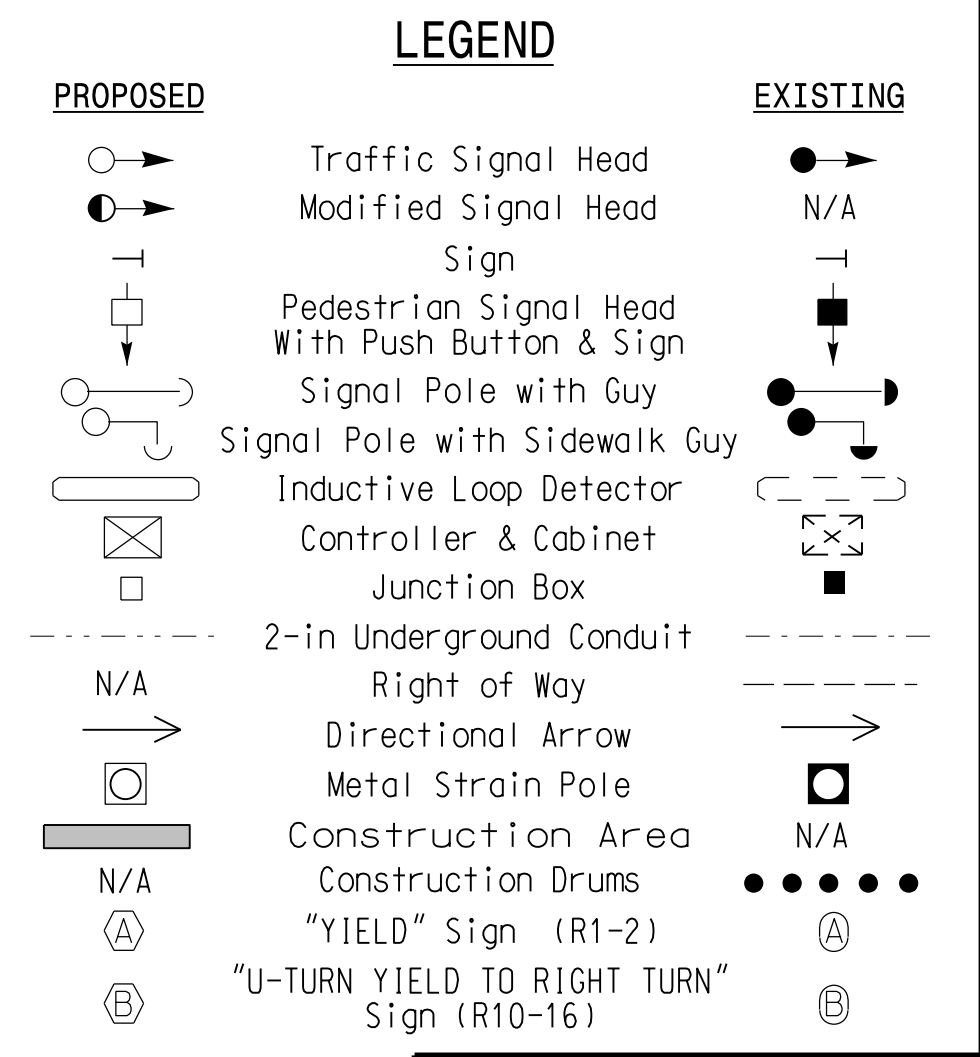 LEGEND
PROPOSED EXISTING
Traffic Signal Head
Modified Signal Head N/A
Sign
Pedestrian Signal Head
With Push Button & Sign
Signal Pole with Guy
Signal Pole with Sidewalk Guy
Inductive Loop Detector
Controller & Cabinet
Junction Box
2-in Underground Conduit
N/A Right of Way
Directional Arrow
Metal Strain Pole
Construction Area N/A
N/A Construction Drums
A "YIELD" Sign (R1-2) A
"U-TURN YIELD TO RIGHT TURN"
B Sign (R10-16) B